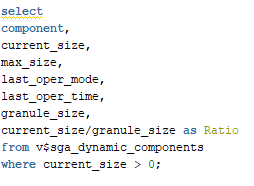 select
component,
current_size,
max_size,
last_oper_mode,
last_oper_time,
granule_size,
current_size/granule_size as Ratio
from v$sga_dynamic_components
where current_size > 0;